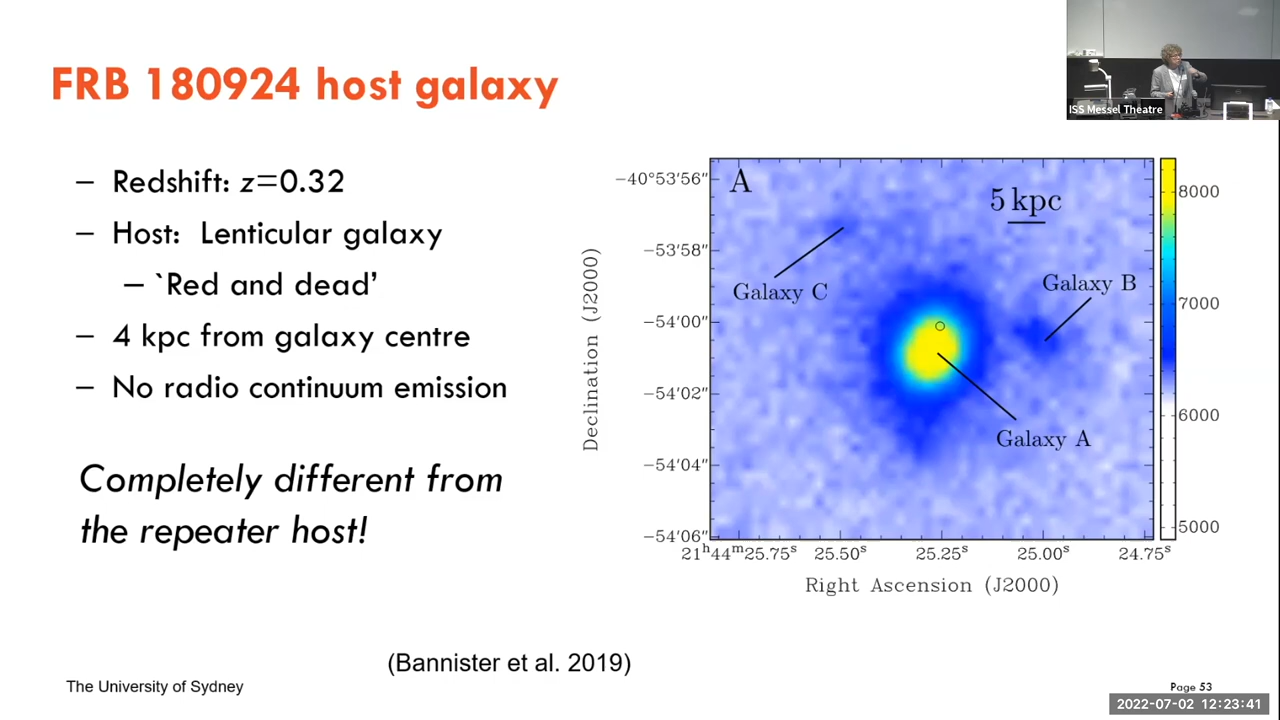 FRB 180924 host galaxy
ISS Messel Theatre
– Redshift: z=0.32
– Host: Lenticular galaxy
– `Red and dead’
– 4 kpc from galaxy centre
– No radio continuum emission
Completely different from
the repeater host!
A
5 kpc
Galaxy C
Galaxy B
Galaxy A
Declination (J2000)
−40°53′56″
−53′58″
−54′00″
−54′02″
−54′04″
−54′06″
21ʰ44ᵐ25.75ˢ 25.50ˢ 25.25ˢ 25.00ˢ 24.75ˢ
Right Ascension (J2000)
8000
7000
6000
5000
(Bannister et al. 2019)
The University of Sydney
Page 53
2022-07-02 12:23:41